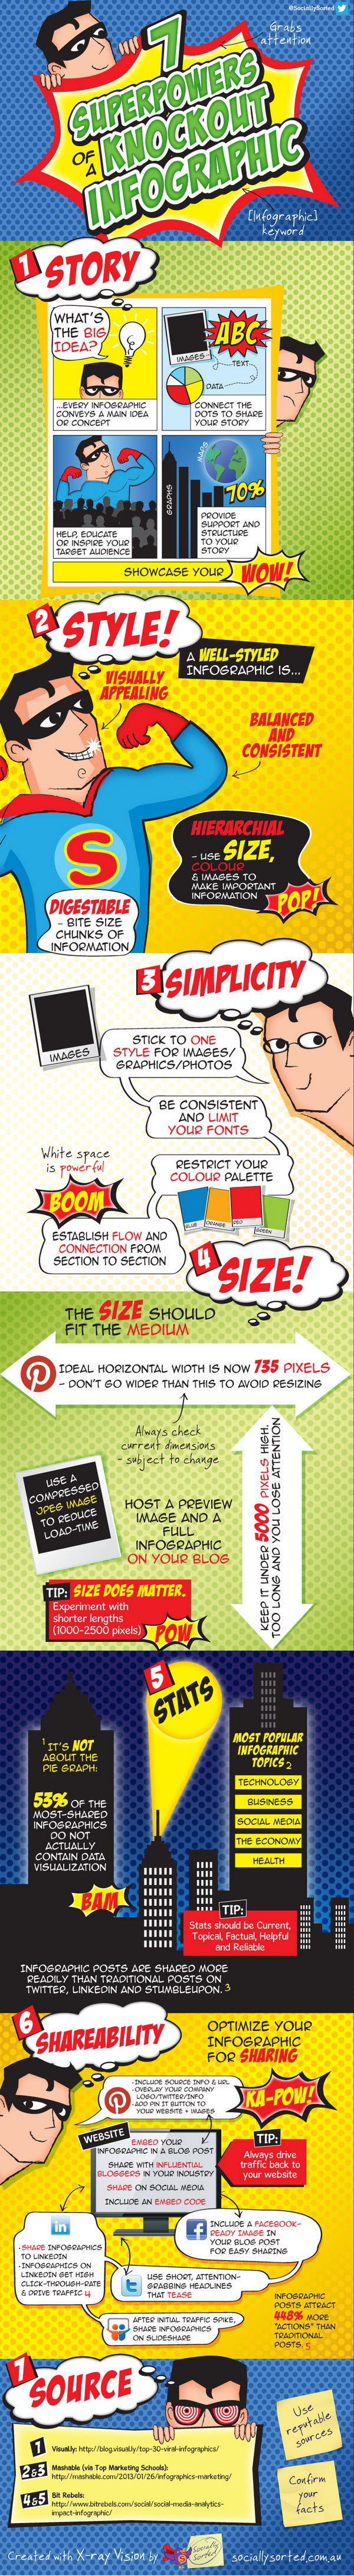 @SociallySorted
Grabs
attention
7
SUPERPOWERS
OF A KNOCKOUT
INFOGRAPHIC
[Infographic]
keyword
1 STORY
WHAT'S
THE BIG
IDEA?
...EVERY INFOGRAPHIC
CONVEYS A MAIN IDEA
OR CONCEPT
IMAGES
ABC
TEXT
DATA
CONNECT THE
DOTS TO SHARE
YOUR STORY
HELP, EDUCATE
OR INSPIRE YOUR
TARGET AUDIENCE
GRAPHS
MAPS
70%
PROVIDE
SUPPORT AND
STRUCTURE
TO YOUR
STORY
SHOWCASE YOUR WOW!
2 STYLE!
A WELL-STYLED
INFOGRAPHIC IS...
VISUALLY
APPEALING
BALANCED
AND
CONSISTENT
HIERARCHIAL
- USE SIZE,
COLOUR
& IMAGES TO
MAKE IMPORTANT
INFORMATION
POP!
S
DIGESTABLE
- BITE SIZE
CHUNKS OF
INFORMATION
3 SIMPLICITY
IMAGES
STICK TO ONE
STYLE FOR IMAGES/
GRAPHICS/PHOTOS
BE CONSISTENT
AND LIMIT
YOUR FONTS
White space
is powerful
BOOM
RESTRICT YOUR
COLOUR PALETTE
BLUE
ORANGE
RED
GREEN
ESTABLISH FLOW AND
CONNECTION FROM
SECTION TO SECTION
4 SIZE!
THE SIZE SHOULD
FIT THE MEDIUM
IDEAL HORIZONTAL WIDTH IS NOW 735 PIXELS
- DON'T GO WIDER THAN THIS TO AVOID RESIZING
Always check
current dimensions
- subject to change
USE A
COMPRESSED
JPEG IMAGE
TO REDUCE
LOAD-TIME
HOST A PREVIEW
IMAGE AND A
FULL
INFOGRAPHIC
ON YOUR BLOG
KEEP IT UNDER 5000 PIXELS HIGH.
TOO LONG AND YOU LOSE ATTENTION
TIP: SIZE DOES MATTER.
Experiment with
shorter lengths
(1000-2500 pixels)
POW
5 STATS
1 IT'S NOT
ABOUT THE
PIE GRAPH:
53% OF THE
MOST-SHARED
INFOGRAPHICS
DO NOT
ACTUALLY
CONTAIN DATA
VISUALIZATION
BAM
MOST POPULAR
INFOGRAPHIC
TOPICS 2
TECHNOLOGY
BUSINESS
SOCIAL MEDIA
THE ECONOMY
HEALTH
TIP:
Stats should be Current,
Topical, Factual, Helpful
and Reliable
INFOGRAPHIC POSTS ARE SHARED MORE
READILY THAN TRADITIONAL POSTS ON
TWITTER, LINKEDIN AND STUMBLEUPON. 3
6 SHAREABILITY
OPTIMIZE YOUR
INFOGRAPHIC
FOR SHARING
• INCLUDE SOURCE INFO & URL
• OVERLAY YOUR COMPANY
LOGO/TWITTER/INFO
• ADD PIN IT BUTTON TO
YOUR WEBSITE + IMAGES
KA-POW!
WEBSITE
EMBED YOUR
INFOGRAPHIC IN A BLOG POST
SHARE WITH INFLUENTIAL
BLOGGERS IN YOUR INDUSTRY
SHARE ON SOCIAL MEDIA
INCLUDE AN EMBED CODE
TIP:
Always drive
traffic back to
your website
in
• SHARE INFOGRAPHICS
TO LINKEDIN
• INFOGRAPHICS ON
LINKEDIN GET HIGH
CLICK-THROUGH-RATE
& DRIVE TRAFFIC 4
INCLUDE A FACEBOOK-
READY IMAGE IN
YOUR BLOG POST
FOR EASY SHARING
USE SHORT, ATTENTION-
GRABBING HEADLINES
THAT TEASE
AFTER INITIAL TRAFFIC SPIKE,
SHARE INFOGRAPHICS
ON SLIDESHARE
INFOGRAPHIC
POSTS ATTRACT
448% MORE
"ACTIONS" THAN
TRADITIONAL
POSTS. 5
7 SOURCE
1 Visually: http://blog.visual.ly/top-30-viral-infographics/
2&3 Mashable (via Top Marketing Schools):
http://mashable.com/2013/01/26/infographics-marketing/
4&5 Bit Rebels:
http://www.bitrebels.com/social/social-media-analytics-
impact-infographic/
Use
reputable
sources
Confirm
your
facts
Created with X-ray Vision by
Socially
Sorted
sociallysorted.com.au